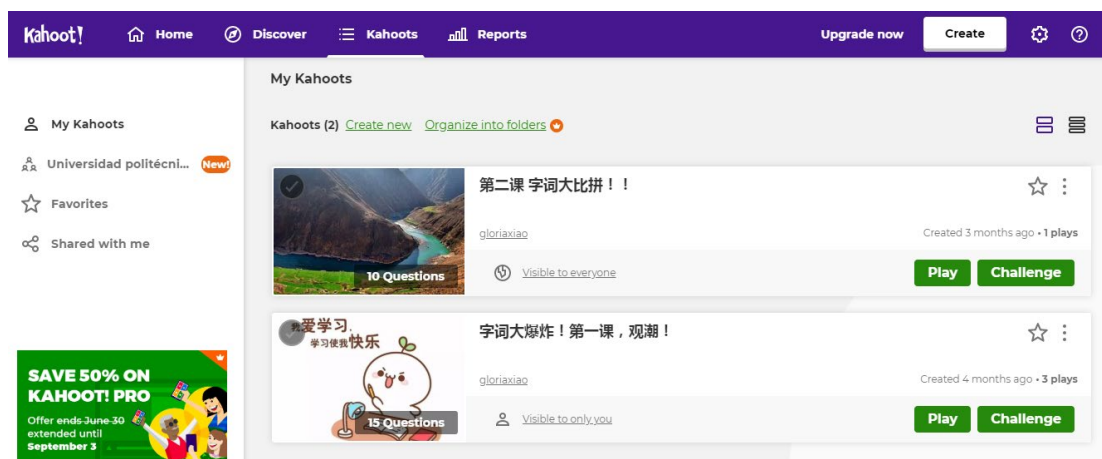 Kahoot! Home Discover Kahoots Reports Upgrade now Create
My Kahoots
My Kahoots
Universidad politécni... New!
Favorites
Shared with me
SAVE 50% ON
KAHOOT! PRO
Offer ends June 30
extended until
September 3
Kahoots (2) Create new Organize into folders
第二课 字词大比拼！！
gloriaxiao
Created 3 months ago • 1 plays
10 Questions
Visible to everyone
Play Challenge
我爱学习.
学习使我快乐
字词大爆炸！第一课，观潮！
gloriaxiao
Created 4 months ago • 3 plays
15 Questions
Visible to only you
Play Challenge